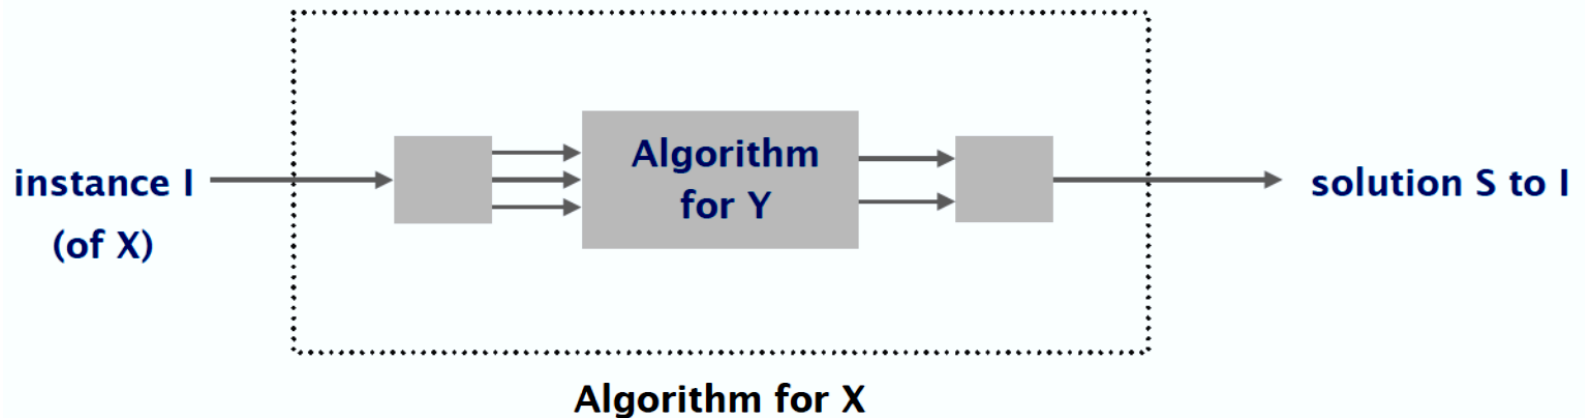 instance I
(of X)
Algorithm
for Y
solution S to I
Algorithm for X